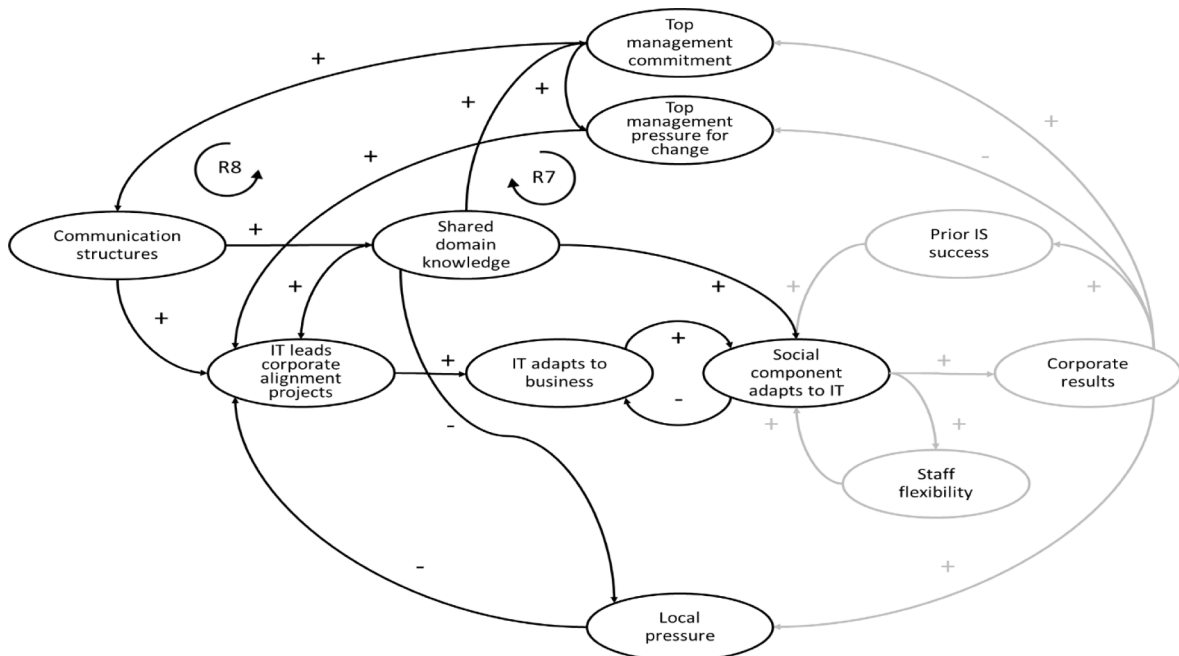 Top
management
commitment
+
+
+
+
Top
management
pressure for
change
+
-
R8
R7
+
Communication
structures
+
Shared
domain
knowledge
Prior IS
success
+
+
+
+
+
IT leads
corporate
alignment
projects
+
IT adapts to
business
+
-
Social
component
adapts to IT
+
Corporate
results
-
+
+
Staff
flexibility
-
+
Local
pressure